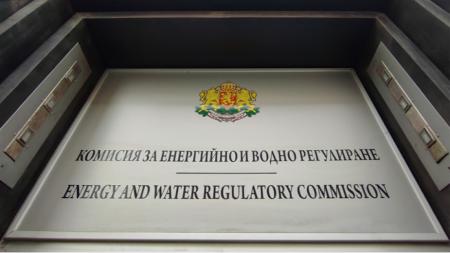 КОМИСИЯ ЗА ЕНЕРГИЙНО И ВОДНО РЕГУЛИРАНЕ
ENERGY AND WATER REGULATORY COMMISSION